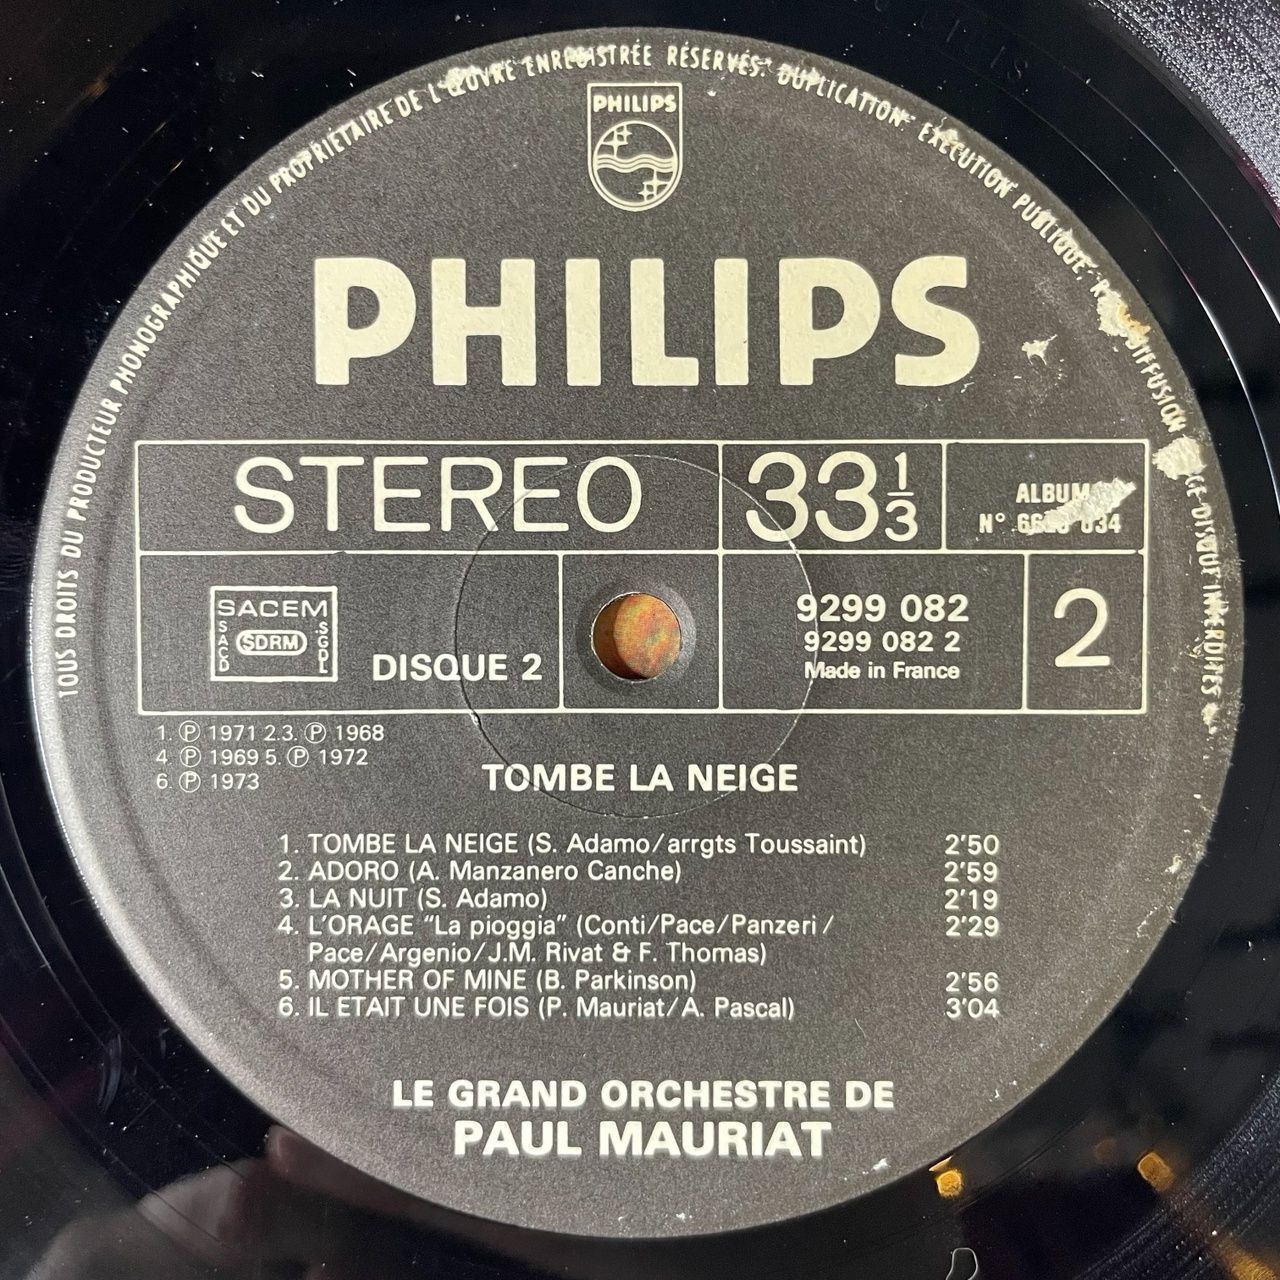 TOUS DROITS DU PRODUCTEUR PHONOGRAPHIQUE ET DU PROPRIÉTAIRE DE L'ŒUVRE ENREGISTRÉE RÉSERVÉS. DUPLICATION. EXÉCUTION PUBLIQUE. DISQUE INTERDITES
PHILIPS
PHILIPS
STEREO
33 1/3
ALBUM
N° 034
SACEM
SACD
SDRM
SGDL
DISQUE 2
9299 082
9299 082 2
Made in France
2
1. ℗ 1971 2.3. ℗ 1968
4. ℗ 1969 5. ℗ 1972
6. ℗ 1973
TOMBE LA NEIGE
1. TOMBE LA NEIGE (S. Adamo/arrgts Toussaint) 2'50
2. ADORO (A. Manzanero Canche) 2'59
3. LA NUIT (S. Adamo) 2'19
4. L'ORAGE "La pioggia" (Conti/Pace/Panzeri/ 2'29
Pace/Argenio/J.M. Rivat & F. Thomas)
5. MOTHER OF MINE (B. Parkinson) 2'56
6. IL ETAIT UNE FOIS (P. Mauriat/A. Pascal) 3'04
LE GRAND ORCHESTRE DE
PAUL MAURIAT